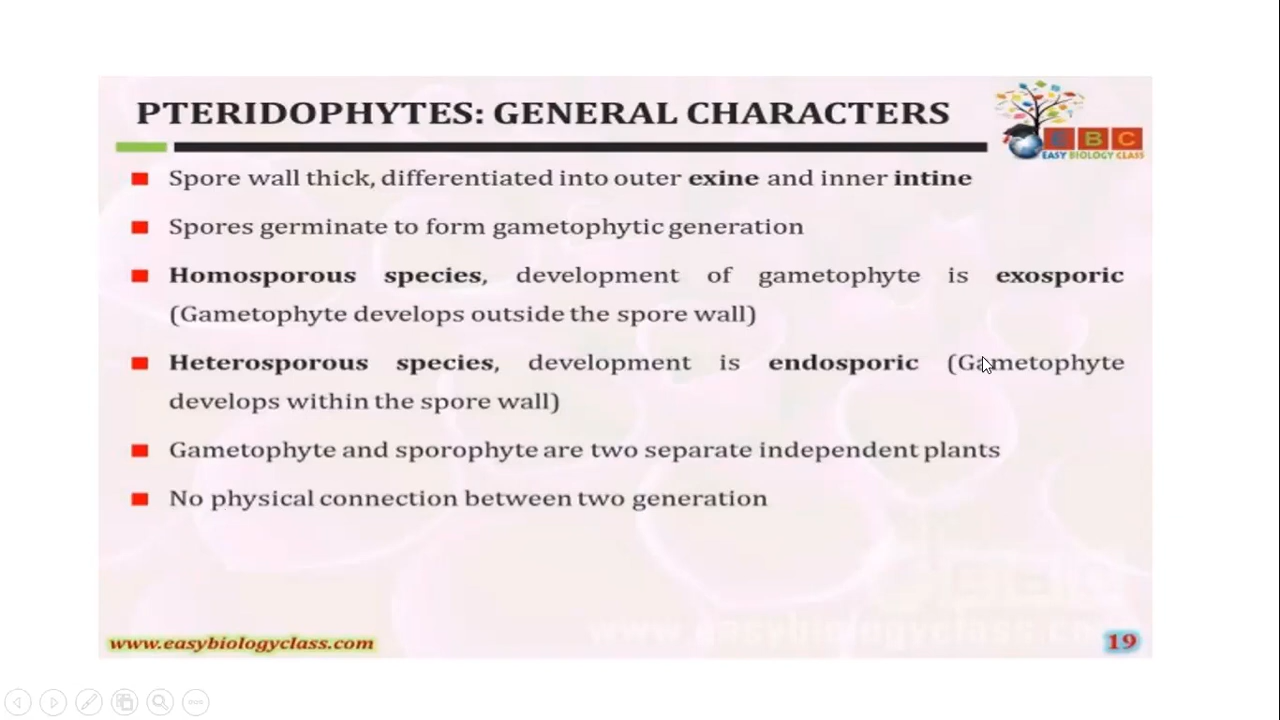 PTERIDOPHYTES: GENERAL CHARACTERS
E B C
EASY BIOLOGY CLASS
Spore wall thick, differentiated into outer exine and inner intine
Spores germinate to form gametophytic generation
Homosporous species, development of gametophyte is exosporic
(Gametophyte develops outside the spore wall)
Heterosporous species, development is endosporic (Gametophyte
develops within the spore wall)
Gametophyte and sporophyte are two separate independent plants
No physical connection between two generation
www.easybiologyclass.com
19